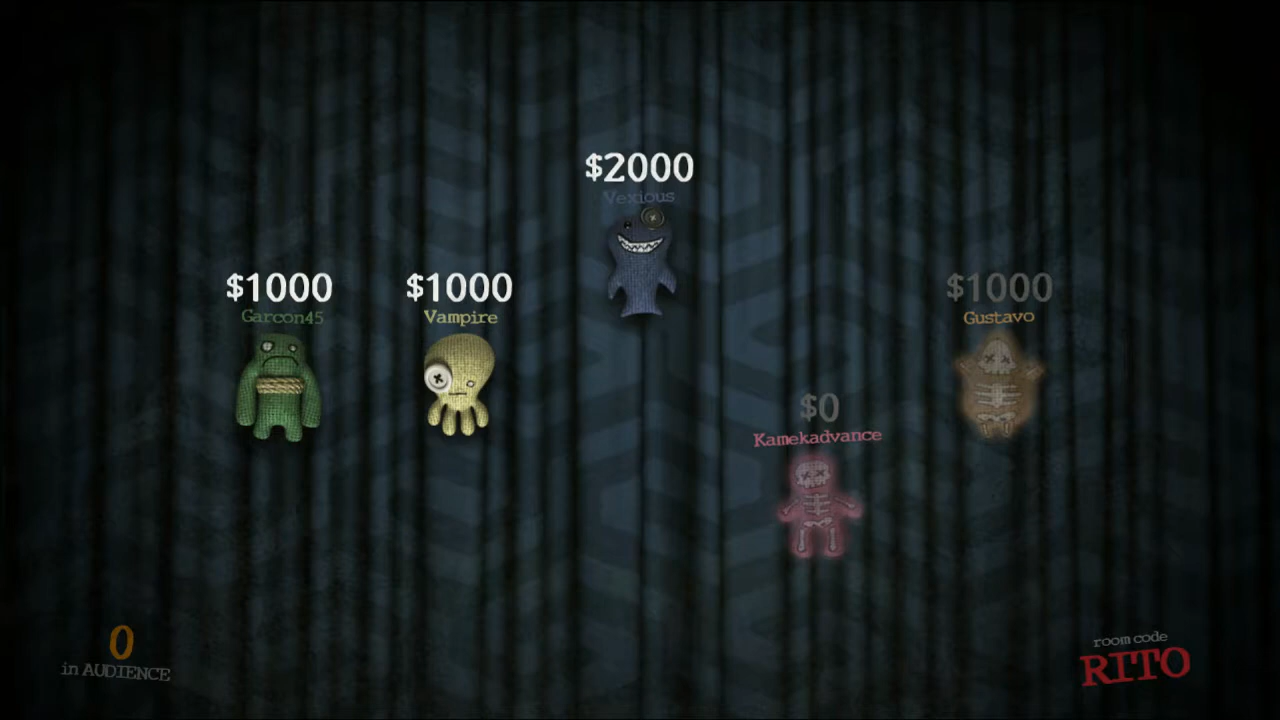 $2000
Vexious
$1000
Garcon45
$1000
Vampire
$1000
Gustavo
$0
Kamekadvance
0
in AUDIENCE
room code
RITO